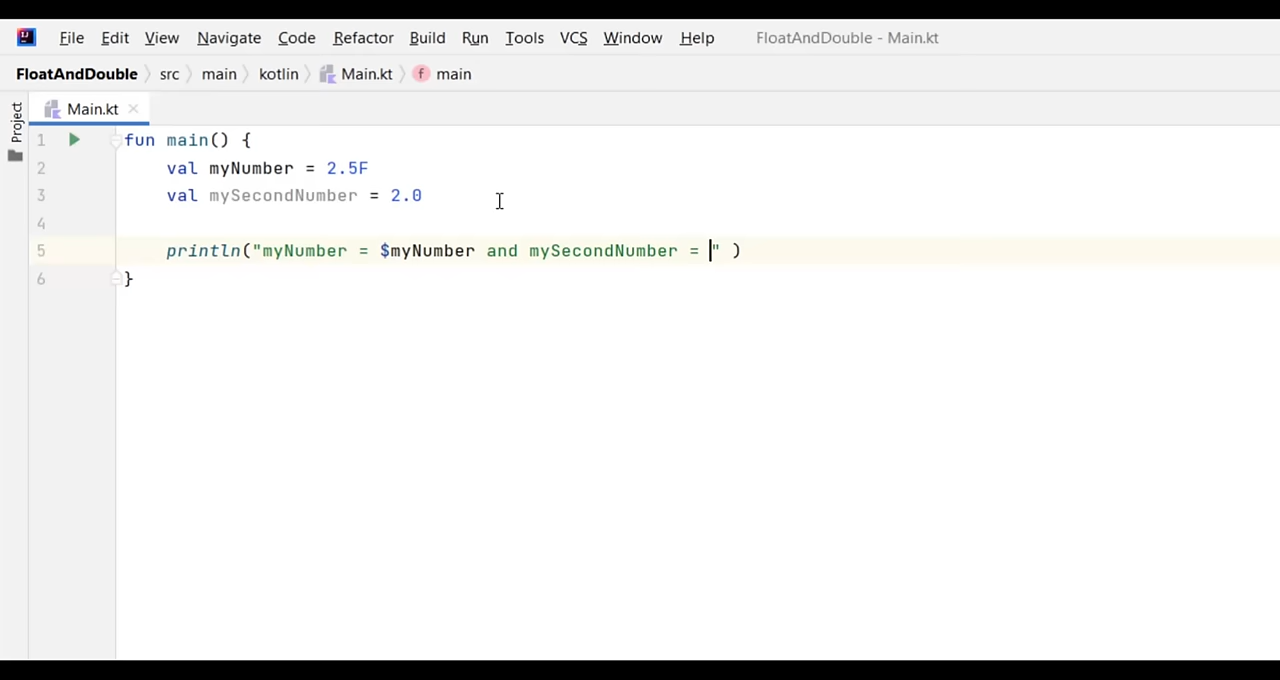 File Edit View Navigate Code Refactor Build Run Tools VCS Window Help FloatAndDouble - Main.kt
FloatAndDouble src main kotlin Main.kt f main
Project
Main.kt
1 fun main() {
2 val myNumber = 2.5F
3 val mySecondNumber = 2.0
4
5 println("myNumber = $myNumber and mySecondNumber = " )
6 }